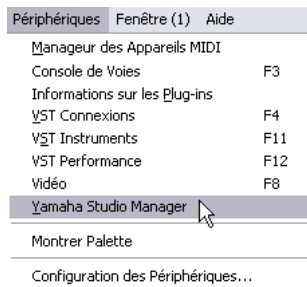 Périphériques Fenêtre (1) Aide
Manageur des Appareils MIDI
Console de Voies F3
Informations sur les Plug-ins
VST Connexions F4
VST Instruments F11
VST Performance F12
Vidéo F8
Yamaha Studio Manager
Montrer Palette
Configuration des Périphériques...